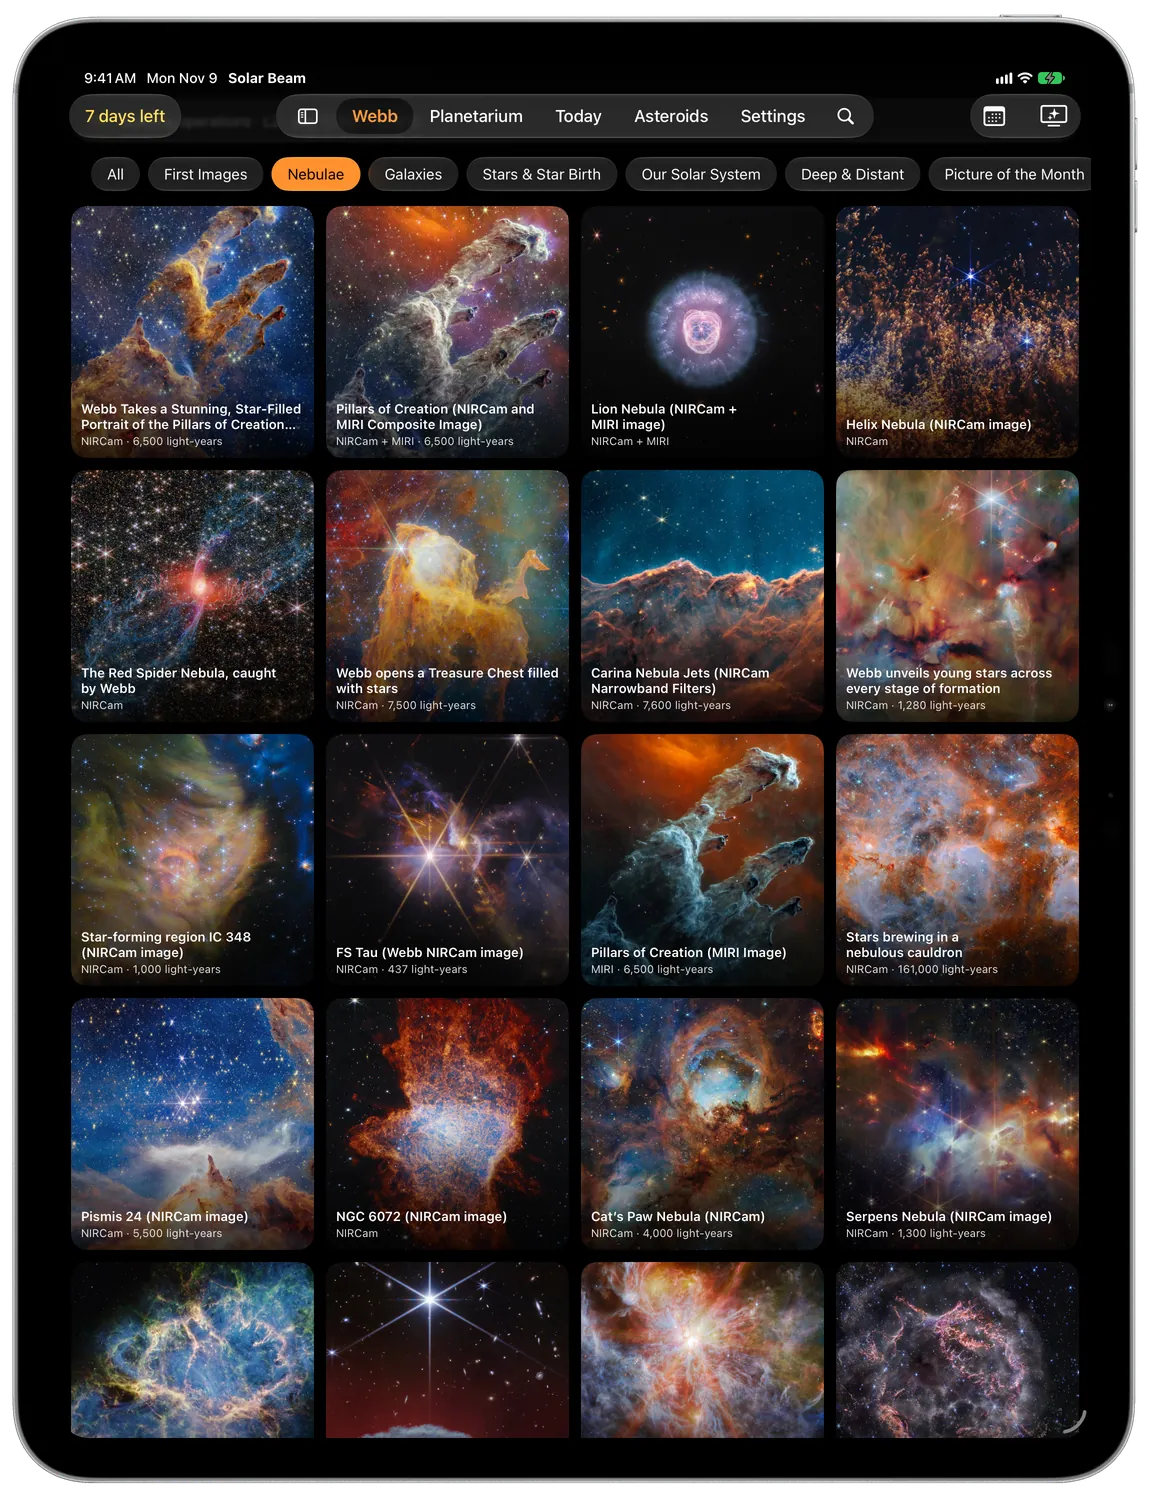 9:41 AM Mon Nov 9 Solar Beam
7 days left
Webb Planetarium Today Asteroids Settings
All First Images Nebulae Galaxies Stars & Star Birth Our Solar System Deep & Distant Picture of the Month
Webb Takes a Stunning, Star-Filled
Portrait of the Pillars of Creation...
NIRCam · 6,500 light-years
Pillars of Creation (NIRCam and
MIRI Composite Image)
NIRCam + MIRI · 6,500 light-years
Lion Nebula (NIRCam +
MIRI image)
NIRCam + MIRI
Helix Nebula (NIRCam image)
NIRCam
The Red Spider Nebula, caught
by Webb
NIRCam
Webb opens a Treasure Chest filled
with stars
NIRCam · 7,500 light-years
Carina Nebula Jets (NIRCam
Narrowband Filters)
NIRCam · 7,600 light-years
Webb unveils young stars across
every stage of formation
NIRCam · 1,280 light-years
Star-forming region IC 348
(NIRCam image)
NIRCam · 1,000 light-years
FS Tau (Webb NIRCam image)
NIRCam · 437 light-years
Pillars of Creation (MIRI Image)
MIRI · 6,500 light-years
Stars brewing in a
nebulous cauldron
NIRCam · 161,000 light-years
Pismis 24 (NIRCam image)
NIRCam · 5,500 light-years
NGC 6072 (NIRCam image)
NIRCam
Cat's Paw Nebula (NIRCam)
NIRCam · 4,000 light-years
Serpens Nebula (NIRCam image)
NIRCam · 1,300 light-years